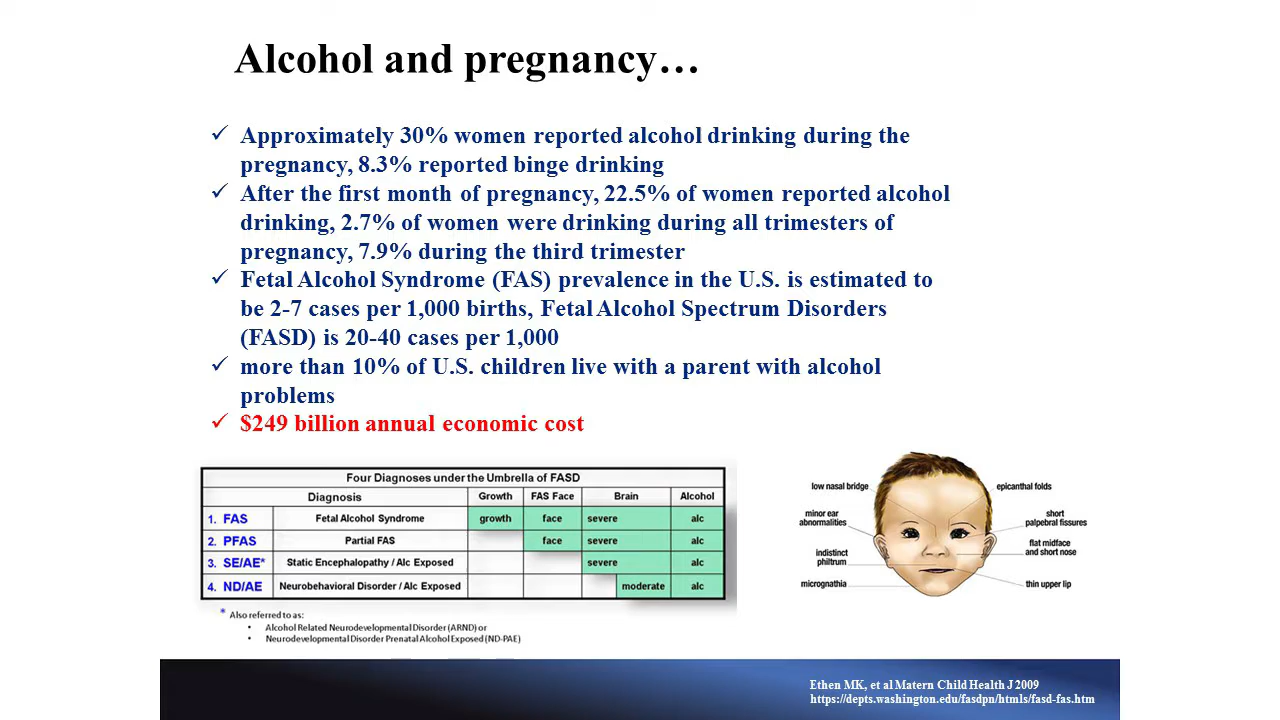 Alcohol and pregnancy…
✓ Approximately 30% women reported alcohol drinking during the
pregnancy, 8.3% reported binge drinking
✓ After the first month of pregnancy, 22.5% of women reported alcohol
drinking, 2.7% of women were drinking during all trimesters of
pregnancy, 7.9% during the third trimester
✓ Fetal Alcohol Syndrome (FAS) prevalence in the U.S. is estimated to
be 2-7 cases per 1,000 births, Fetal Alcohol Spectrum Disorders
(FASD) is 20-40 cases per 1,000
✓ more than 10% of U.S. children live with a parent with alcohol
problems
✓ $249 billion annual economic cost
Four Diagnoses under the Umbrella of FASD
Diagnosis Growth FAS Face Brain Alcohol
1. FAS Fetal Alcohol Syndrome growth face severe alc
2. PFAS Partial FAS face severe alc
3. SE/AE* Static Encephalopathy / Alc Exposed severe alc
4. ND/AE Neurobehavioral Disorder / Alc Exposed moderate alc
* Also referred to as:
• Alcohol Related Neurodevelopmental Disorder (ARND) or
• Neurodevelopmental Disorder Prenatal Alcohol Exposed (ND-PAE)
low nasal bridge
minor ear
abnormalities
indistinct
philtrum
micrognathia
epicanthal folds
short
palpebral fissures
flat midface
and short nose
thin upper lip
Ethen MK, et al Matern Child Health J 2009
https://depts.washington.edu/fasdpn/htmls/fasd-fas.htm